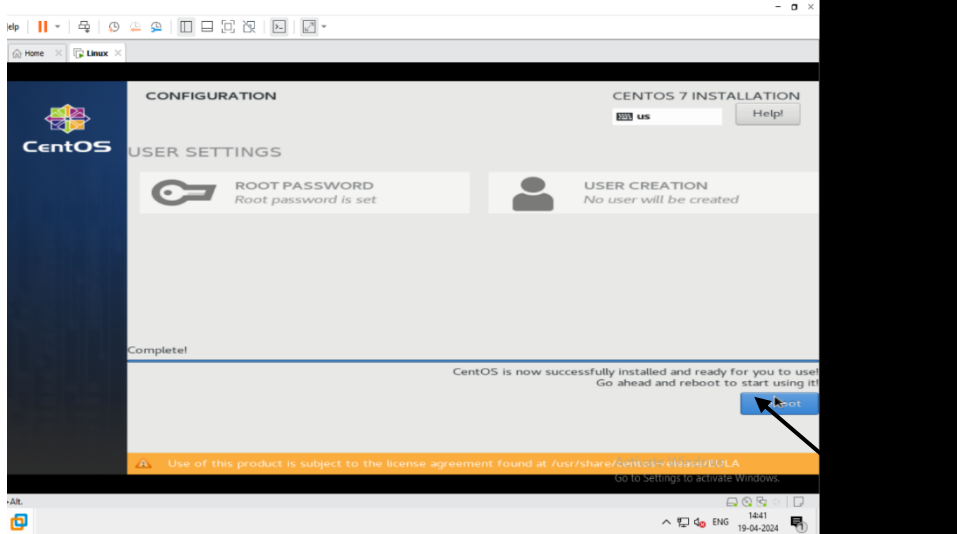 elp
Home
Linux
CONFIGURATION
CENTOS 7 INSTALLATION
us
Help!
CentOS
USER SETTINGS
ROOT PASSWORD
Root password is set
USER CREATION
No user will be created
Complete!
CentOS is now successfully installed and ready for you to use!
Go ahead and reboot to start using it!
Use of this product is subject to the license agreement found at /usr/share/centos-release/EULA
Go to Settings to activate Windows.
+Alt.
ENG
14:41
19-04-2024